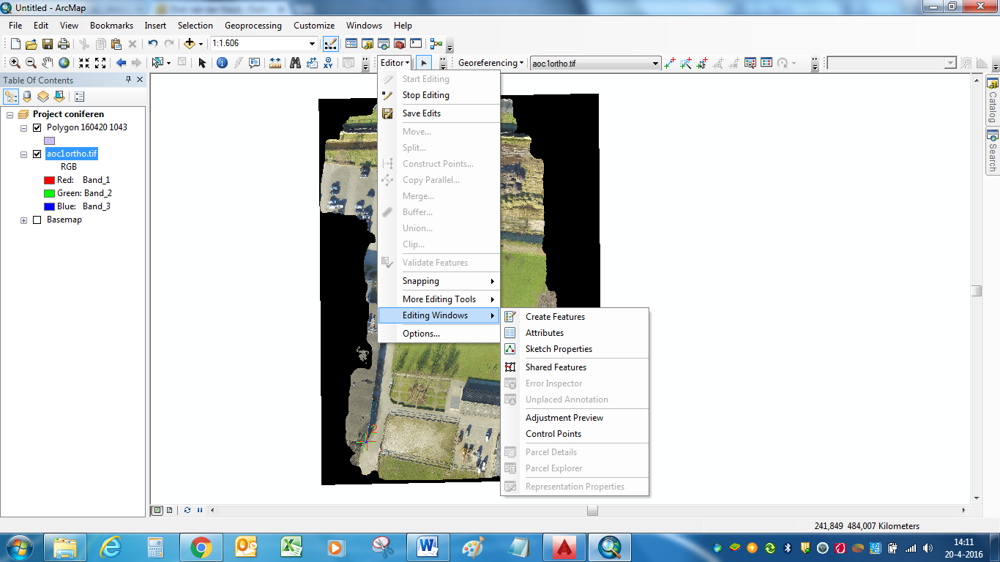 Untitled - ArcMap
File Edit View Bookmarks Insert Selection Geoprocessing Customize Windows Help
1:1.606
Editor Georeferencing aoc1ortho.tif
Table Of Contents
Project coniferen
Polygon 160420 1043
aoc1ortho.tif
RGB
Red: Band_1
Green: Band_2
Blue: Band_3
Basemap
Start Editing
Stop Editing
Save Edits
Move...
Split...
Construct Points...
Copy Parallel...
Merge...
Buffer...
Union...
Clip...
Validate Features
Snapping
More Editing Tools
Editing Windows
Options...
Create Features
Attributes
Sketch Properties
Shared Features
Error Inspector
Unplaced Annotation
Adjustment Preview
Control Points
Parcel Details
Parcel Explorer
Representation Properties
2
Catalog
Search
241,849 484,007 Kilometers
14:11
20-4-2016